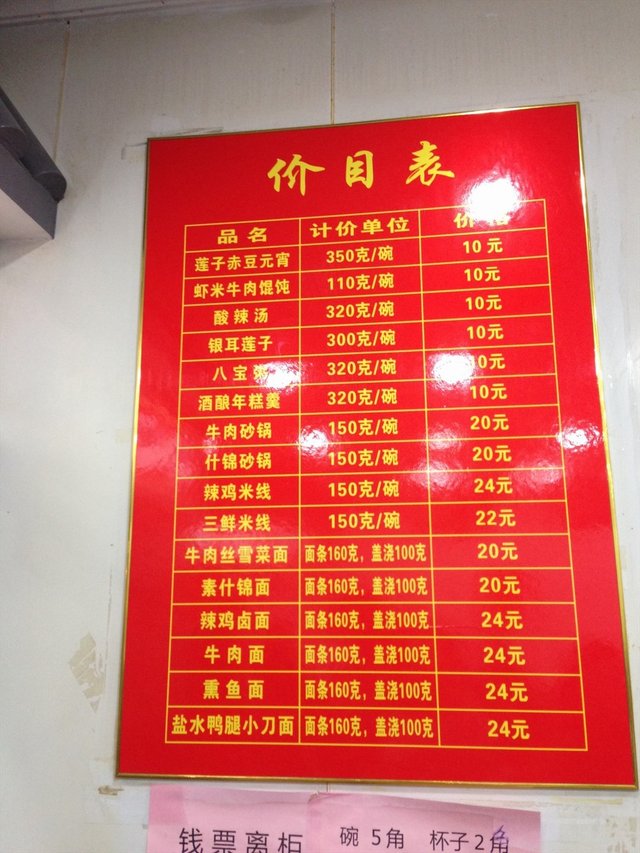 价目表
品名 计价单位 价格
莲子赤豆元宵 350克/碗 10元
虾米牛肉馄饨 110克/碗 10元
酸辣汤 320克/碗 10元
银耳莲子 300克/碗 10元
八宝粥 320克/碗 10元
酒酿年糕羹 320克/碗 10元
牛肉砂锅 150克/碗 20元
什锦砂锅 150克/碗 20元
辣鸡米线 150克/碗 24元
三鲜米线 150克/碗 22元
牛肉丝雪菜面 面条160克，盖浇100克 20元
素什锦面 面条160克，盖浇100克 20元
辣鸡卤面 面条160克，盖浇100克 24元
牛肉面 面条160克，盖浇100克 24元
熏鱼面 面条160克，盖浇100克 24元
盐水鸭腿小刀面 面条160克，盖浇100克 24元
钱票离柜 碗5角 杯子2角